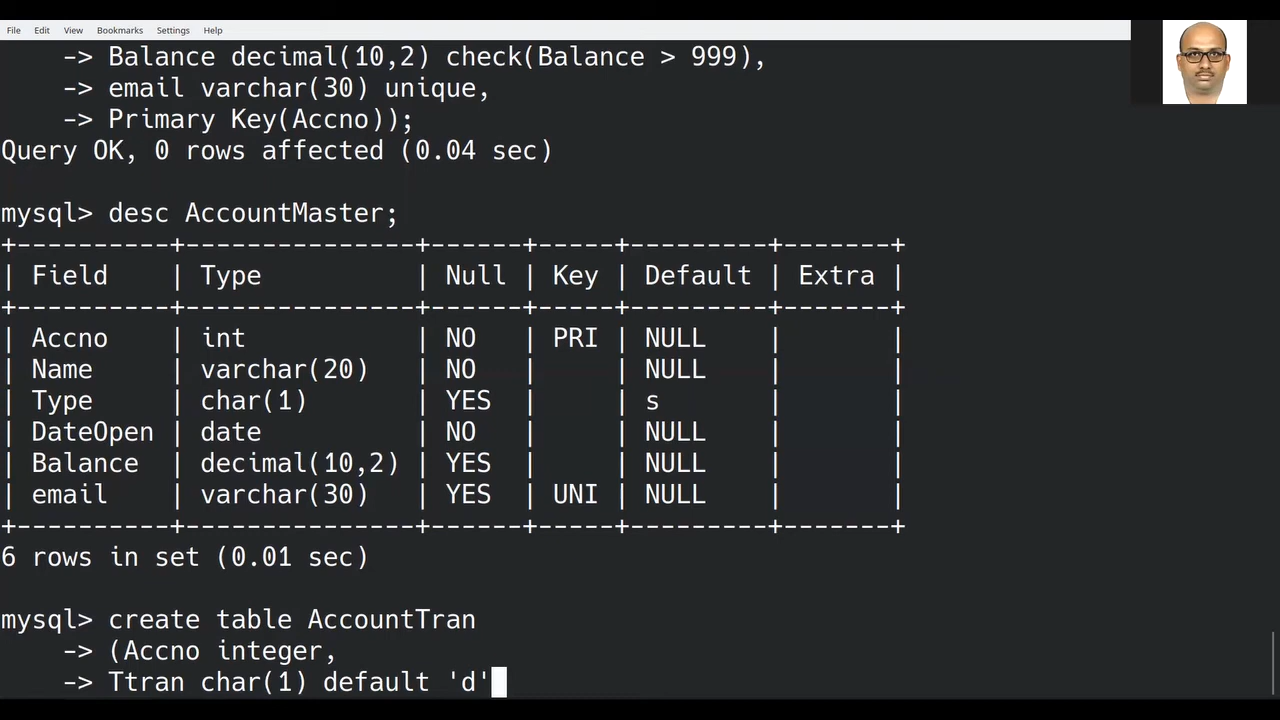 File Edit View Bookmarks Settings Help
    -> Balance decimal(10,2) check(Balance > 999),
    -> email varchar(30) unique,
    -> Primary Key(Accno));
Query OK, 0 rows affected (0.04 sec)
mysql> desc AccountMaster;
+----------+---------------+------+-----+---------+-------+
| Field    | Type          | Null | Key | Default | Extra |
+----------+---------------+------+-----+---------+-------+
| Accno    | int           | NO   | PRI | NULL    |       |
| Name     | varchar(20)   | NO   |     | NULL    |       |
| Type     | char(1)       | YES  |     | s       |       |
| DateOpen | date          | NO   |     | NULL    |       |
| Balance  | decimal(10,2) | YES  |     | NULL    |       |
| email    | varchar(30)   | YES  | UNI | NULL    |       |
+----------+---------------+------+-----+---------+-------+
6 rows in set (0.01 sec)
mysql> create table AccountTran
    -> (Accno integer,
    -> Ttran char(1) default 'd'